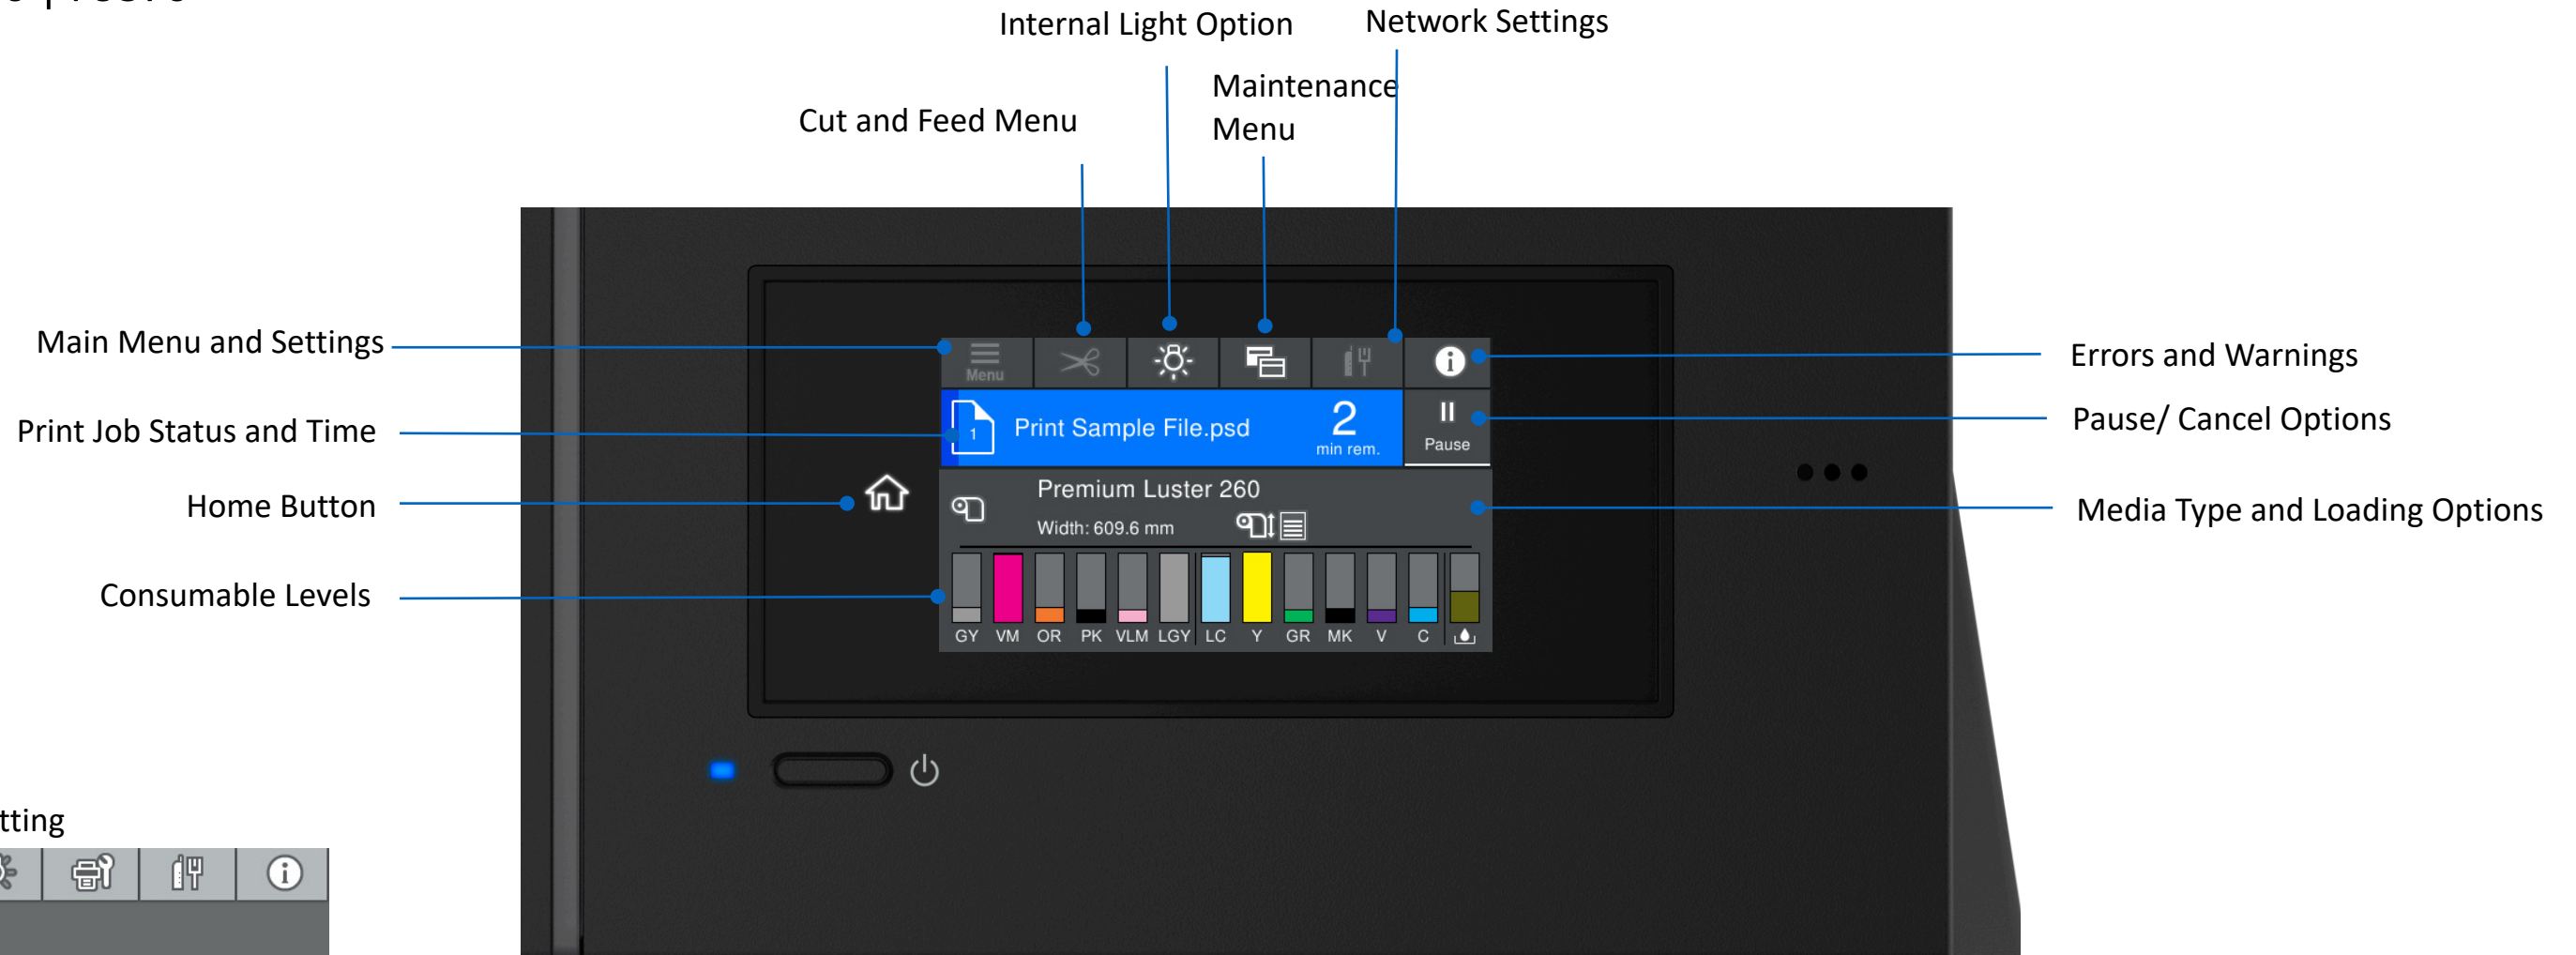 Internal Light Option
Network Settings
Maintenance
Menu
Cut and Feed Menu
Main Menu and Settings
Print Job Status and Time
Home Button
Consumable Levels
Errors and Warnings
Pause/ Cancel Options
Media Type and Loading Options
Menu
1
Print Sample File.psd
2
min rem.
Pause
Premium Luster 260
Width: 609.6 mm
GY VM OR PK VLM LGY LC Y GR MK V C
tting